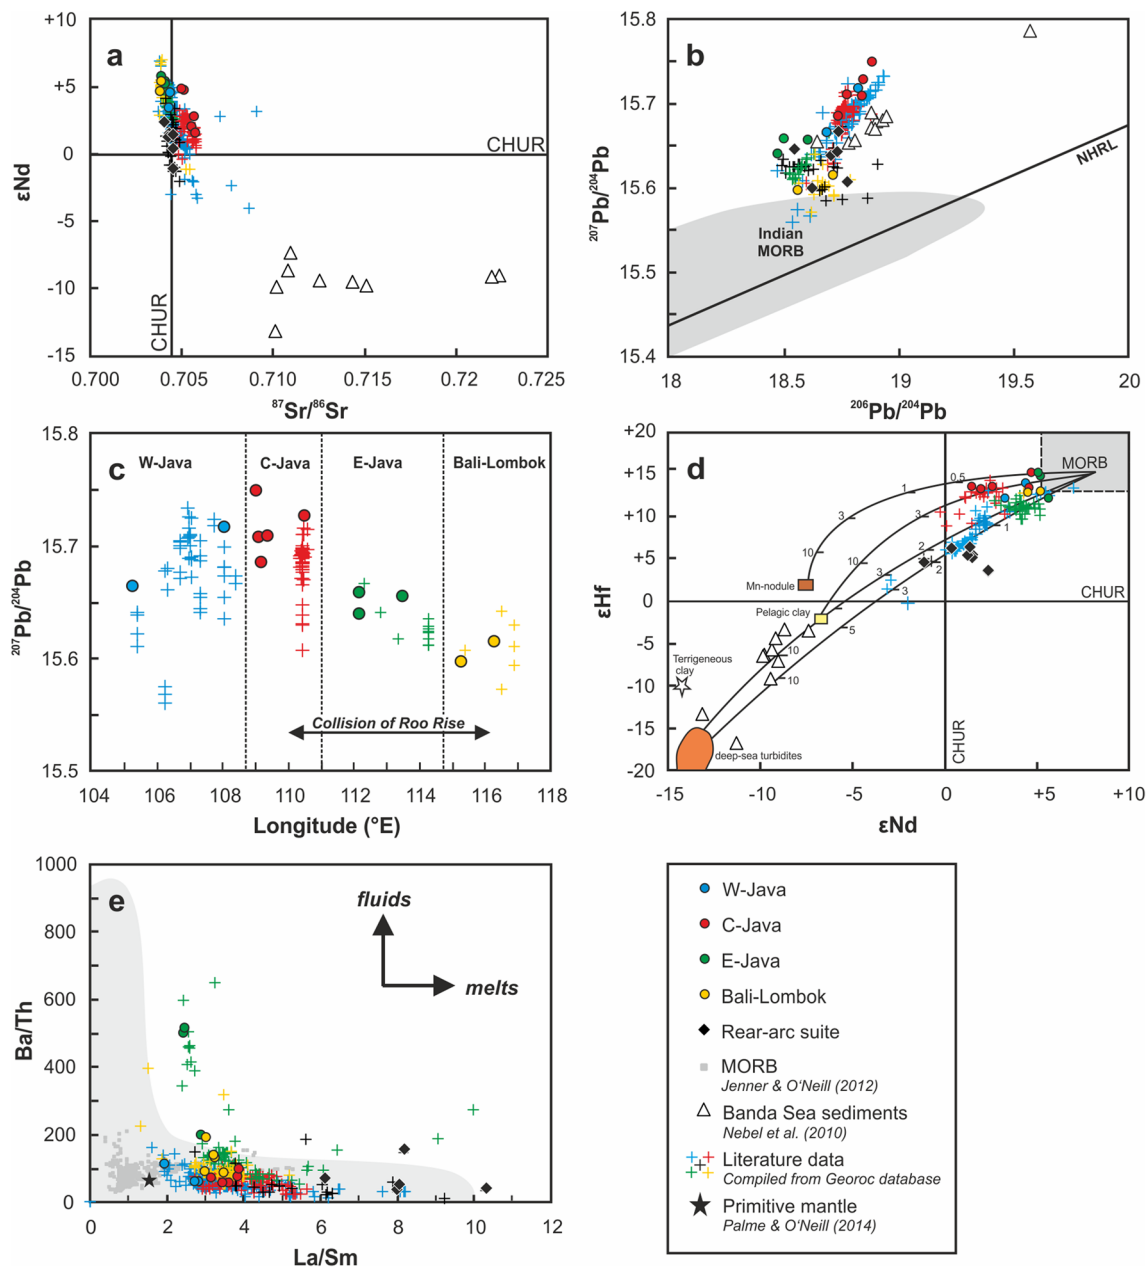 a
+10
+5
0
-5
-10
-15
εNd
CHUR
CHUR
0.700
0.705
0.710
0.715
0.720
0.725
⁸⁷Sr/⁸⁶Sr
b
15.8
15.7
15.6
15.5
15.4
²⁰⁷Pb/²⁰⁴Pb
NHRL
Indian
MORB
18
18.5
19
19.5
20
²⁰⁶Pb/²⁰⁴Pb
c
15.8
15.7
15.6
15.5
²⁰⁷Pb/²⁰⁴Pb
W-Java
C-Java
E-Java
Bali-Lombok
Collision of Roo Rise
104
106
108
110
112
114
116
118
Longitude (°E)
d
+20
+15
+10
+5
0
-5
-10
-15
-20
εHf
MORB
0.5
1
3
10
3
10
1
2
3
2
3
5
10
10
Mn-nodule
Pelagic clay
Terrigeneous
clay
deep-sea turbidites
CHUR
CHUR
-15
-10
-5
0
+5
+10
εNd
e
1000
800
600
400
200
0
Ba/Th
fluids
melts
0
2
4
6
8
10
12
La/Sm
W-Java
C-Java
E-Java
Bali-Lombok
Rear-arc suite
MORB
Jenner & O'Neill (2012)
Banda Sea sediments
Nebel et al. (2010)
Literature data
Compiled from Georoc database
Primitive mantle
Palme & O'Neill (2014)